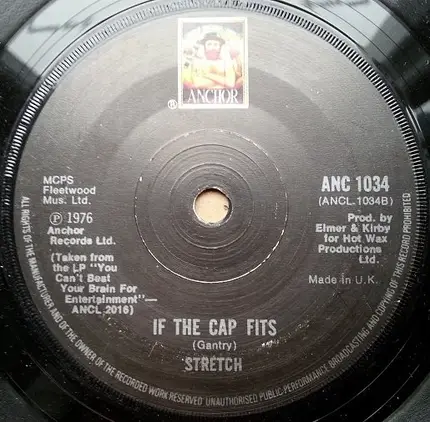 ANCHOR
®
MCPS
Fleetwood
Mus. Ltd.
℗ 1976
Anchor
Records Ltd.
(Taken from
the LP "You
Can't Beat
Your Brain For
Entertainment"—
ANCL 2016)
ANC 1034
(ANCL.1034B)
Prod. by
Elmer & Kirby
for Hot Wax
Productions
Ltd.
Made in U.K.
IF THE CAP FITS
(Gantry)
STRETCH
ALL RIGHTS OF THE MANUFACTURER AND OF THE OWNER OF THE RECORDED WORK RESERVED UNAUTHORISED PUBLIC PERFORMANCE BROADCASTING AND COPYING OF THIS RECORD PROHIBITED